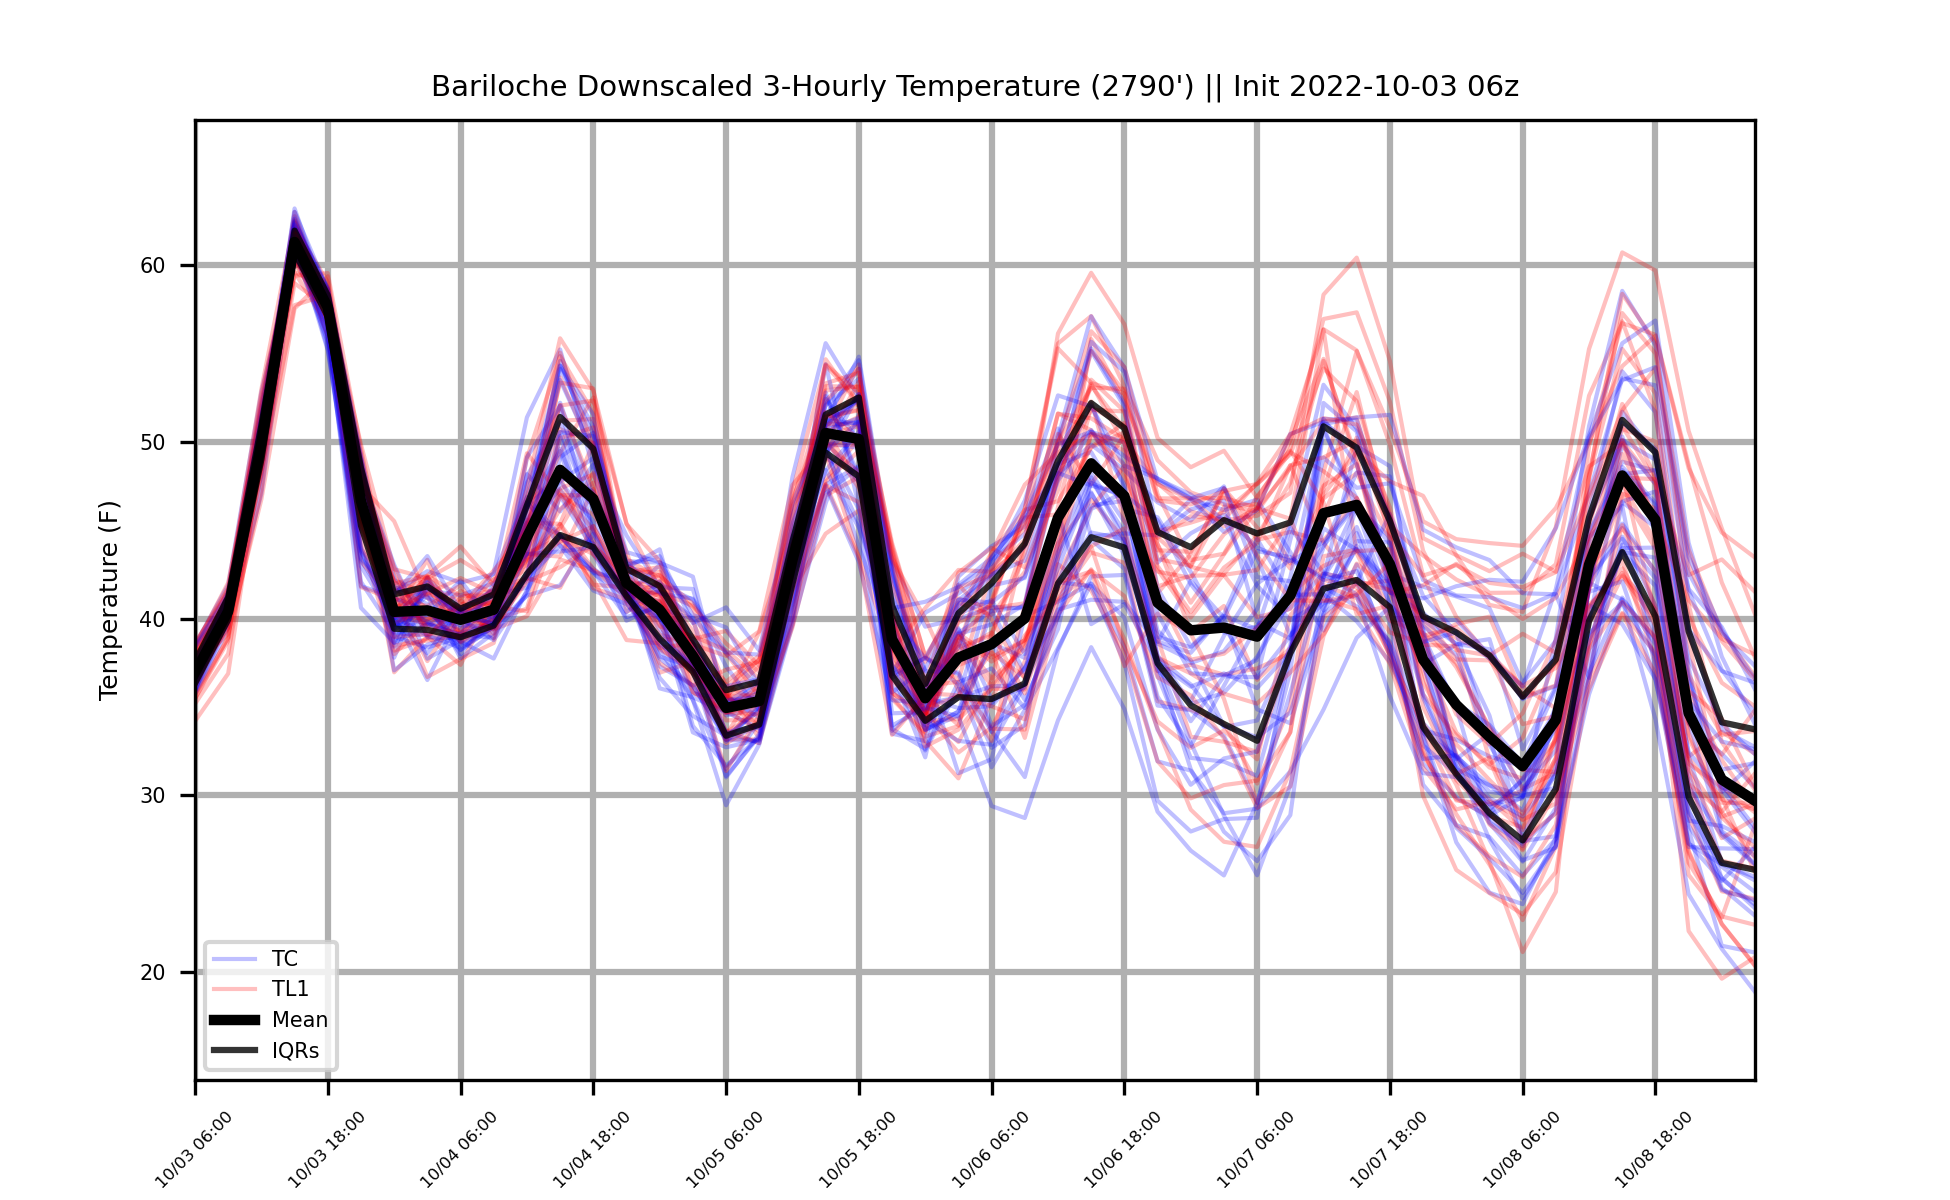 Bariloche Downscaled 3-Hourly Temperature (2790') || Init 2022-10-03 06z
Temperature (F)
60
50
40
30
20
TC
TL1
Mean
IQRs
10/03 06:00
10/03 18:00
10/04 06:00
10/04 18:00
10/05 06:00
10/05 18:00
10/06 06:00
10/06 18:00
10/07 06:00
10/07 18:00
10/08 06:00
10/08 18:00